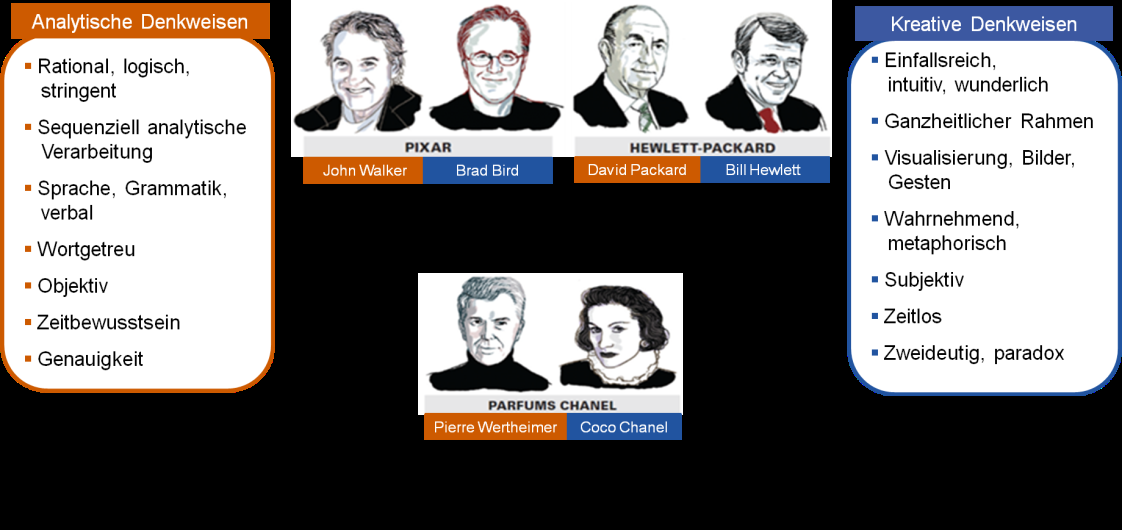 Analytische Denkweisen
▪ Rational, logisch,
stringent
▪ Sequenziell analytische
Verarbeitung
▪ Sprache, Grammatik,
verbal
▪ Wortgetreu
▪ Objektiv
▪ Zeitbewusstsein
▪ Genauigkeit
PIXAR
John Walker
Brad Bird
HEWLETT-PACKARD
David Packard
Bill Hewlett
PARFUMS CHANEL
Pierre Wertheimer
Coco Chanel
Kreative Denkweisen
▪ Einfallsreich,
intuitiv, wunderlich
▪ Ganzheitlicher Rahmen
▪ Visualisierung, Bilder,
Gesten
▪ Wahrnehmend,
metaphorisch
▪ Subjektiv
▪ Zeitlos
▪ Zweideutig, paradox